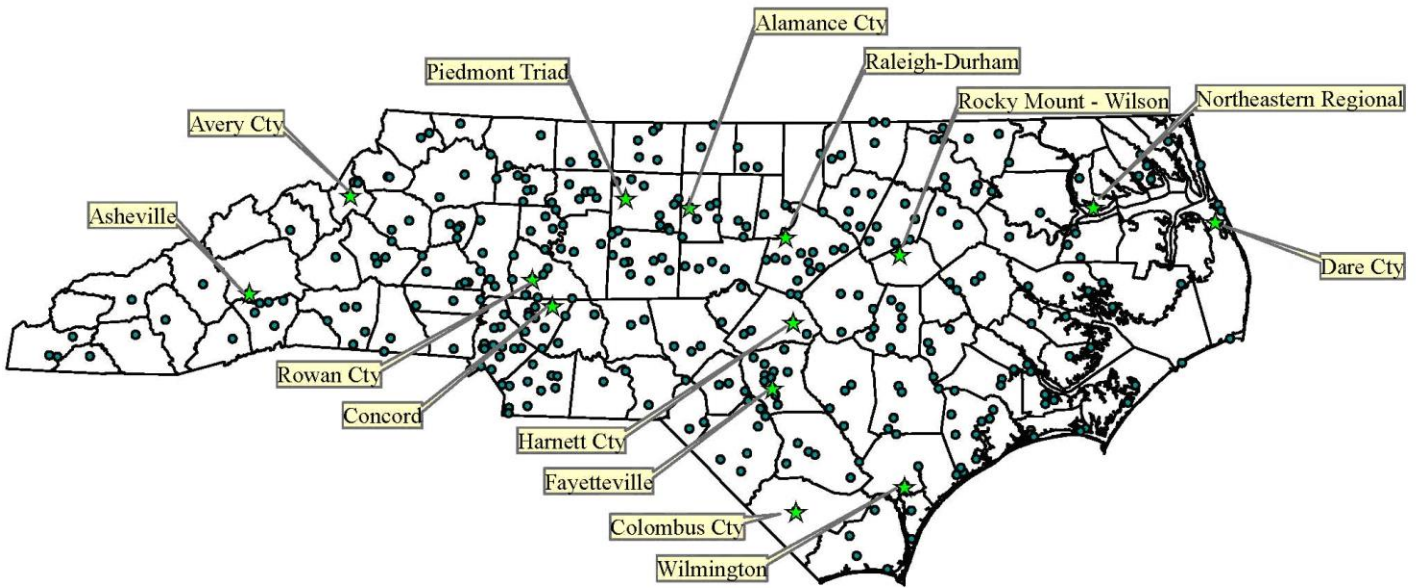 Alamance Cty
Raleigh-Durham
Piedmont Triad
Rocky Mount - Wilson
Northeastern Regional
Avery Cty
Asheville
Dare Cty
Rowan Cty
Concord
Harnett Cty
Fayetteville
Colombus Cty
Wilmington